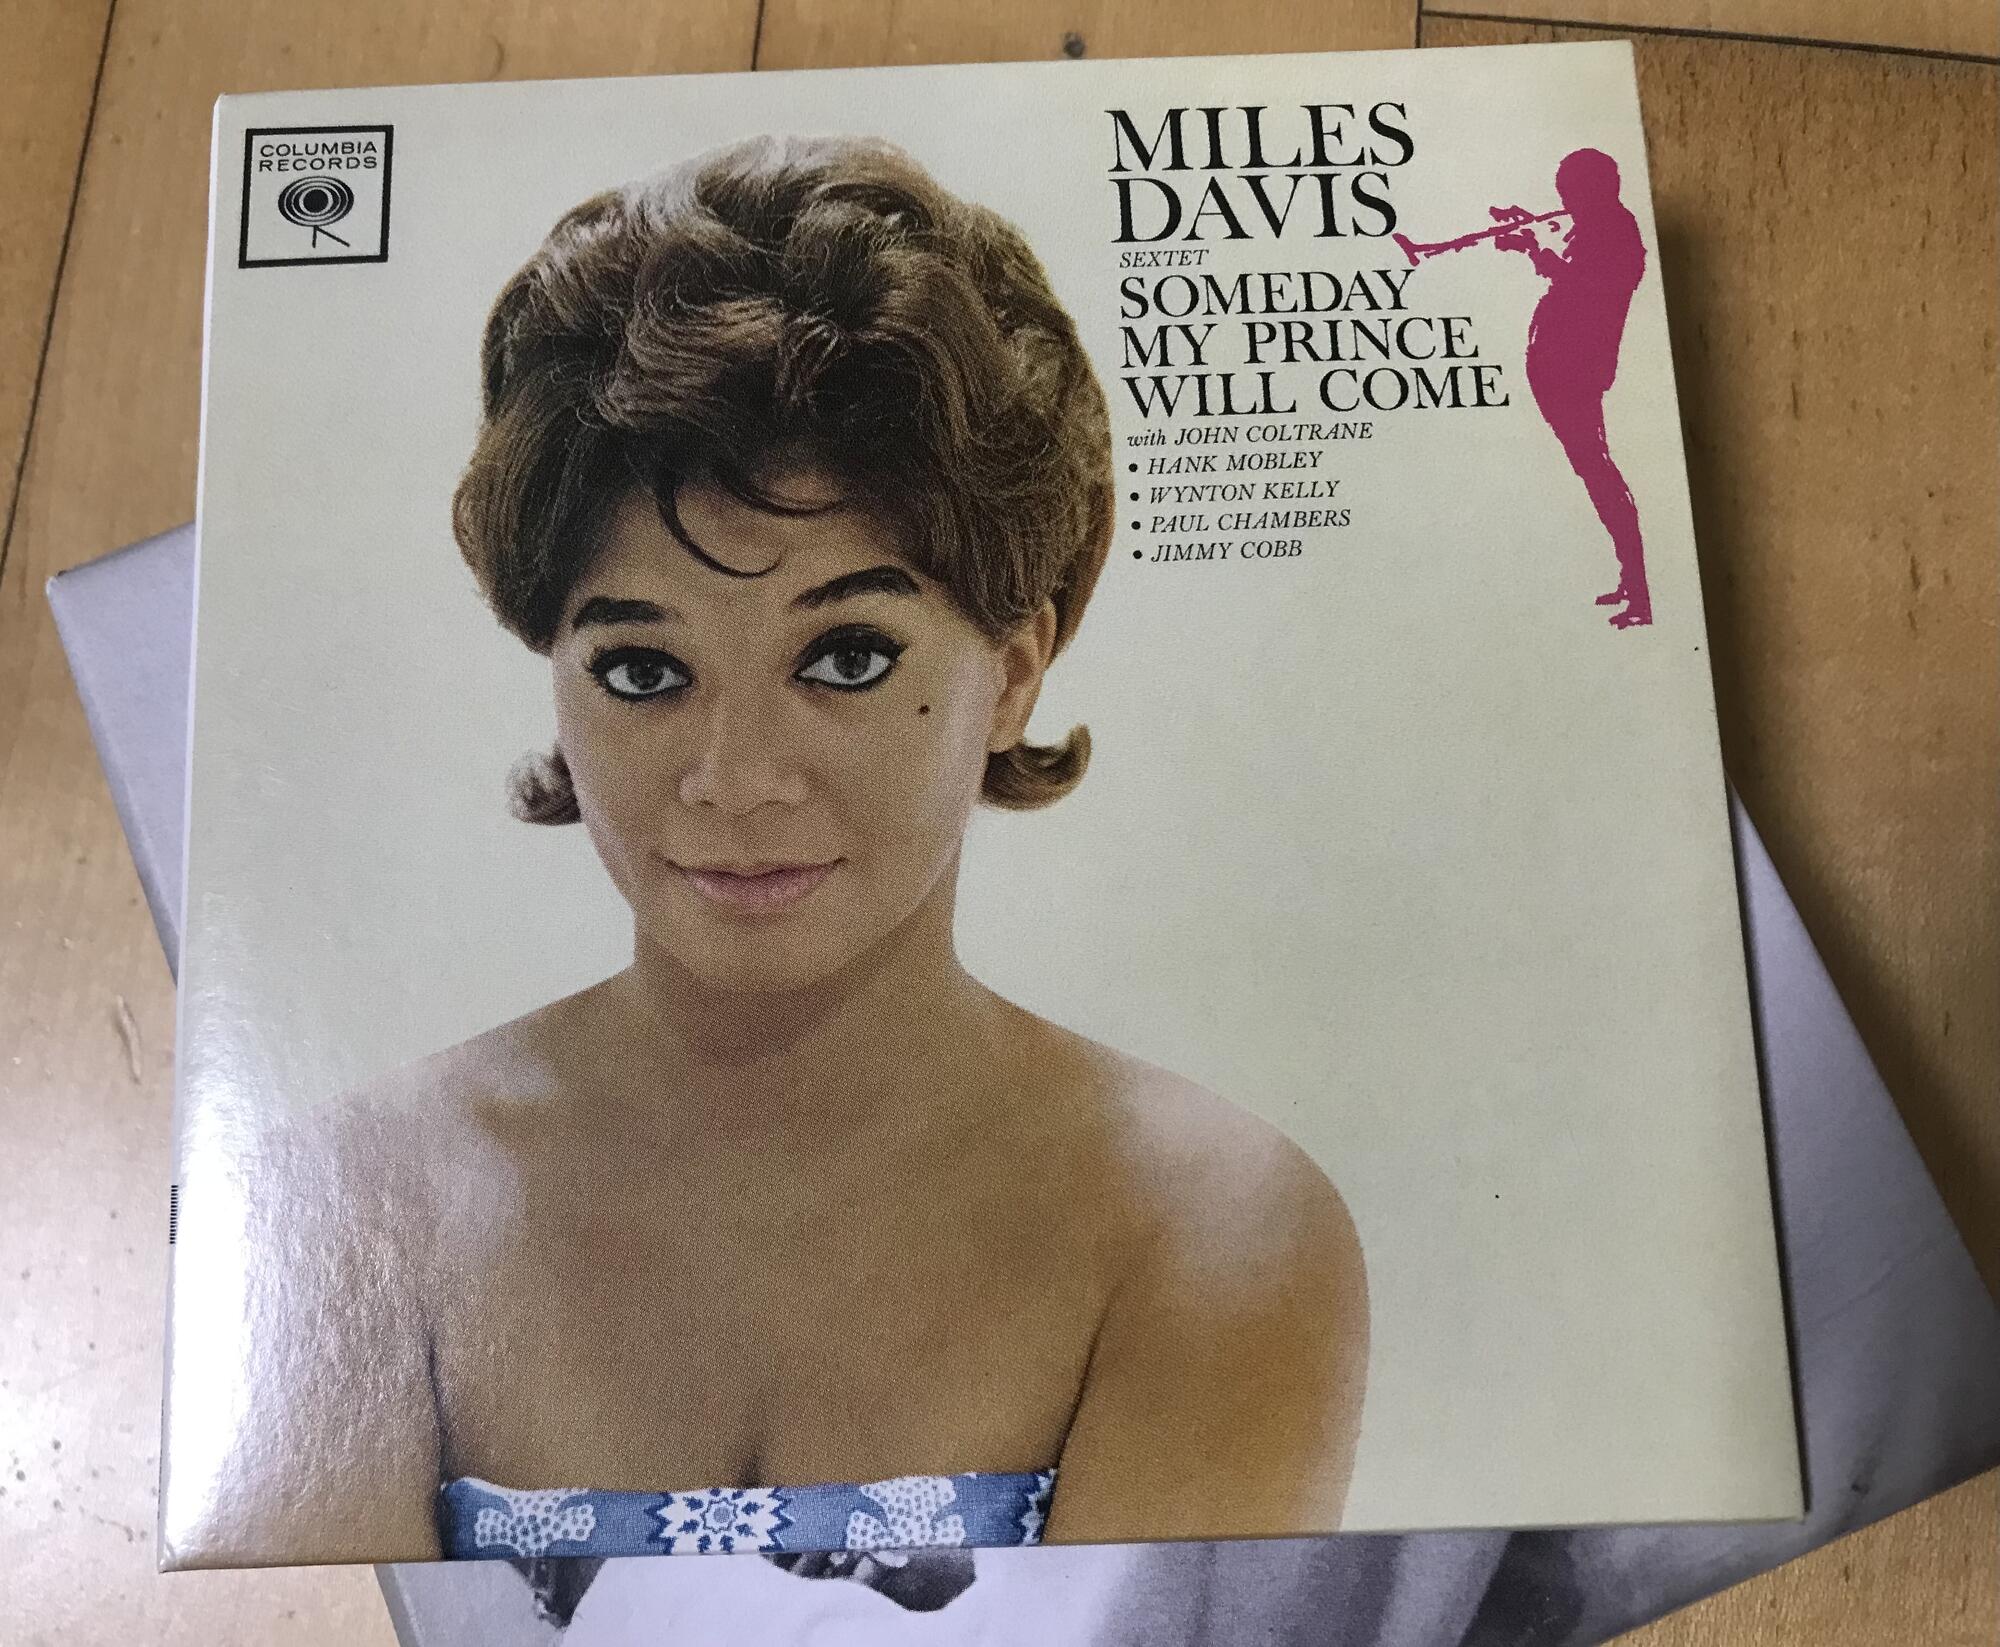 COLUMBIA
RECORDS
MILES
DAVIS
SEXTET
SOMEDAY
MY PRINCE
WILL COME
with JOHN COLTRANE
• HANK MOBLEY
• WYNTON KELLY
• PAUL CHAMBERS
• JIMMY COBB